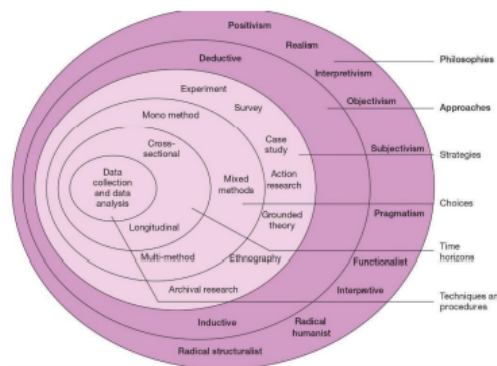 Positivism
Realism
Deductive
Interpretivism
Philosophies
Experiment
Objectivism
Survey
Approaches
Mono method
Cross-
sectional
Case
study
Subjectivism
Strategies
Data
collection
and data
analysis
Mixed
methods
Action
research
Choices
Grounded
theory
Pragmatism
Longitudinal
Time
horizons
Multi-method
Ethnography
Functionalist
Archival research
Interpretive
Techniques an
procedures
Inductive
Radical
humanist
Radical structuralist